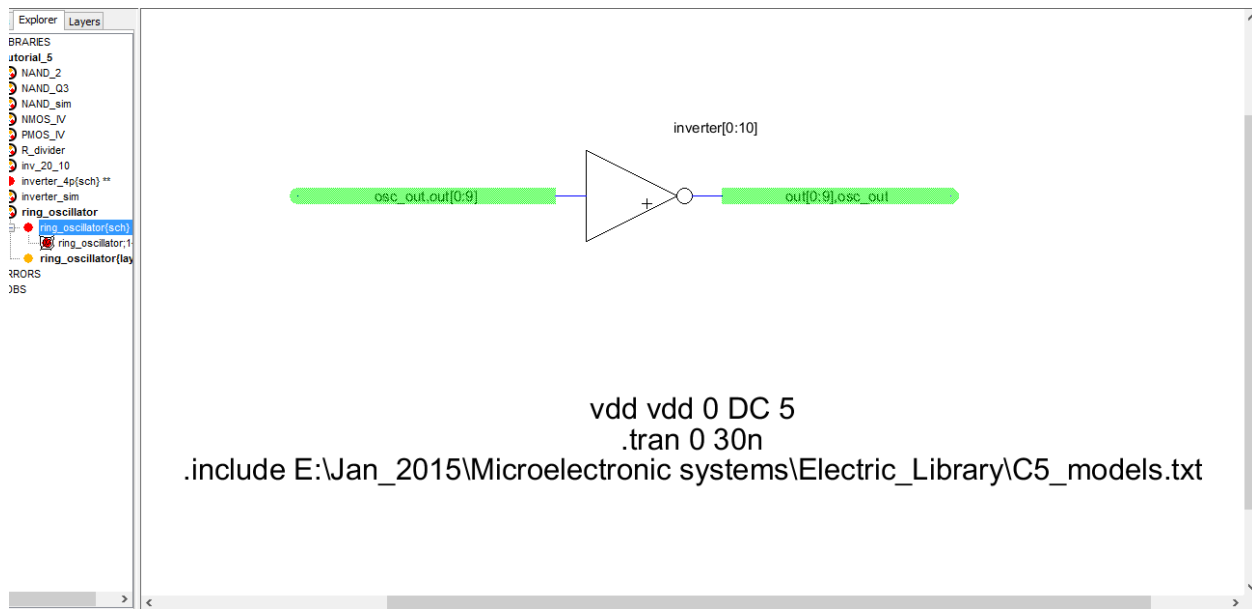 Explorer Layers
BRARIES
utorial_5
NAND_2
NAND_Q3
NAND_sim
NMOS_IV
PMOS_IV
R_divider
inv_20_10
inverter_4p{sch} **
inverter_sim
ring_oscillator
ring_oscillator{sch}
ring_oscillator;1
ring_oscillator{lay
RRORS
OBS
inverter[0:10]
osc_out,out[0:9]
out[0:9],osc_out
vdd vdd 0 DC 5
.tran 0 30n
.include E:\Jan_2015\Microelectronic systems\Electric_Library\C5_models.txt